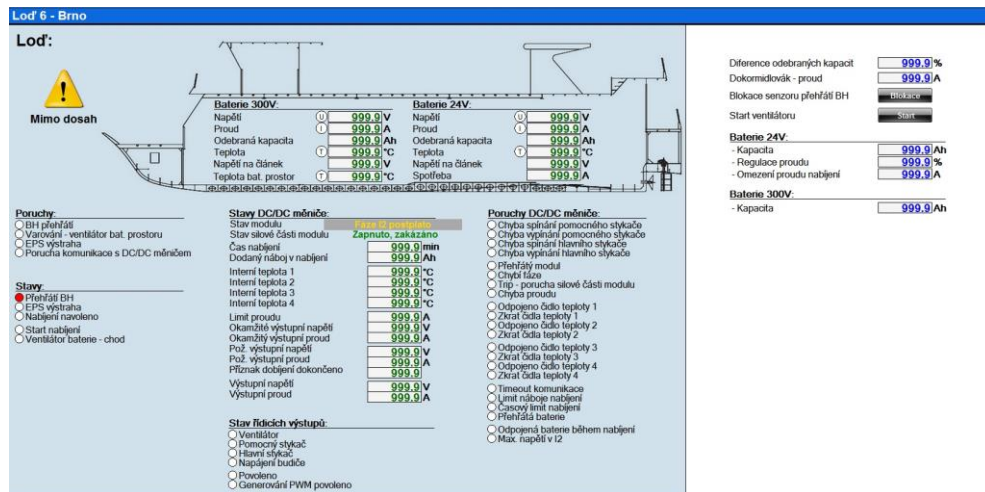 Loď 6 - Brno
Loď:
Mimo dosah
Baterie 300V:
Napětí U 999.9 V
Proud I 999.9 A
Odebraná kapacita 999.9 Ah
Teplota T 999.9 °C
Napětí na článek 999.9 V
Teplota bat. prostor T 999.9 °C
Baterie 24V:
Napětí U 999.9 V
Proud I 999.9 A
Odebraná kapacita 999.9 Ah
Teplota T 999.9 °C
Napětí na článek 999.9 V
Spotřeba 999.9 A
Poruchy:
BH přehřátí
Varování - ventilátor bat. prostoru
EPS výstraha
Porucha komunikace s DC/DC měničem
Stavy:
Přehřátí BH
EPS výstraha
Nabíjení navoleno
Start nabíjení
Ventilátor baterie - chod
Stavy DC/DC měniče:
Stav modulu Fáze I2 postpiato
Stav silové části modulu Zapnuto, zakázáno
Čas nabíjení 999.9 min
Dodaný náboj v nabíjení 999.9 Ah
Interní teplota 1 999.9 °C
Interní teplota 2 999.9 °C
Interní teplota 3 999.9 °C
Interní teplota 4 999.9 °C
Limit proudu 999.9 A
Okamžité výstupní napětí 999.9 V
Okamžitý výstupní proud 999.9 A
Pož. výstupní napětí 999.9 V
Pož. výstupní proud 999.9 A
Příznak dobíjení dokončeno 999.9
Výstupní napětí 999.9 V
Výstupní proud 999.9 A
Stav řídicích výstupů:
Ventilátor
Pomocný stykač
Hlavní stykač
Napájení budiče
Povoleno
Generování PWM povoleno
Poruchy DC/DC měniče:
Chyba spínání pomocného stykače
Chyba vypínání pomocného stykače
Chyba spínání hlavního stykače
Chyba vypínání hlavního stykače
Přehřátý modul
Chybí fáze
Trip - porucha silové části modulu
Chyba proudu
Odpojeno čidlo teploty 1
Zkrat čidla teploty 1
Odpojeno čidlo teploty 2
Zkrat čidla teploty 2
Odpojeno čidlo teploty 3
Zkrat čidla teploty 3
Odpojeno čidlo teploty 4
Zkrat čidla teploty 4
Timeout komunikace
Limit náboje nabíjení
Časový limit nabíjení
Přehřátá baterie
Odpojená baterie během nabíjení
Max. napětí v I2
Diference odebraných kapacit 999.9 %
Dokormidlovák - proud 999.9 A
Blokace senzoru přehřátí BH Blokace
Start ventilátoru Start
Baterie 24V:
- Kapacita 999.9 Ah
- Regulace proudu 999.9 %
- Omezení proudu nabíjení 999.9 A
Baterie 300V:
- Kapacita 999.9 Ah